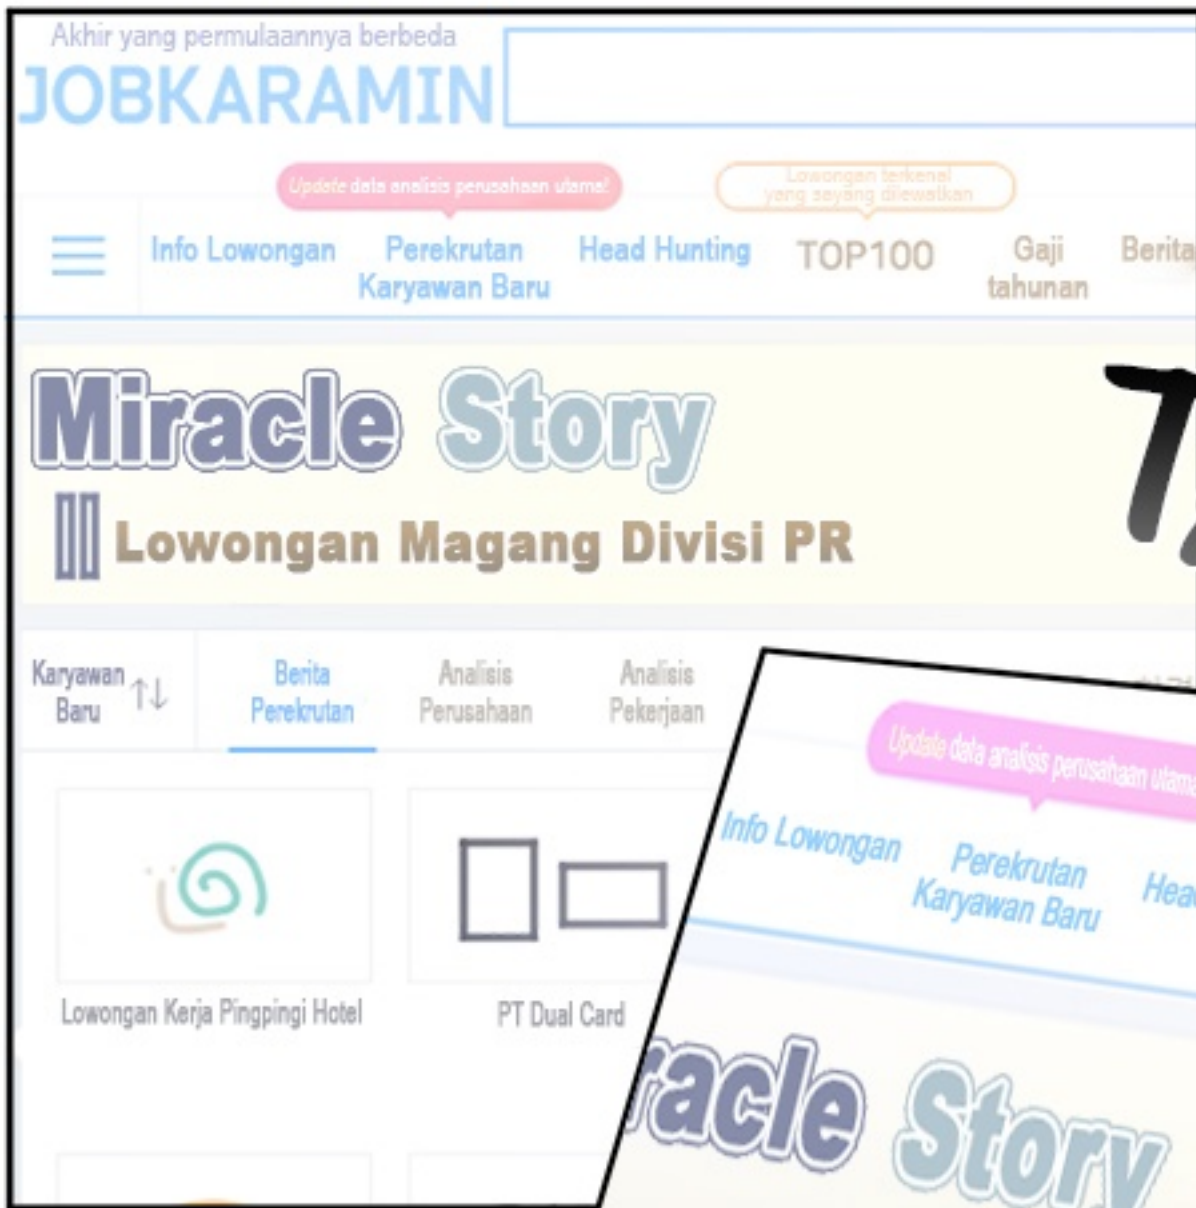 Akhir yang permulaannya berbeda
JOBKARAMIN
Update data analisis perusahaan utama!
Lowongan terkenal
yang sayang dilewatkan
Info Lowongan
Perekrutan
Karyawan Baru
Head Hunting
TOP100
Gaji
tahunan
Berita
Miracle Story
Lowongan Magang Divisi PR
Karyawan
Baru
Berita
Perekrutan
Analisis
Perusahaan
Analisis
Pekerjaan
Lowongan Kerja Pingpingi Hotel
PT Dual Card
Update data analisis perusahaan utama
Info Lowongan
Perekrutan
Karyawan Baru
Hea
racle Story